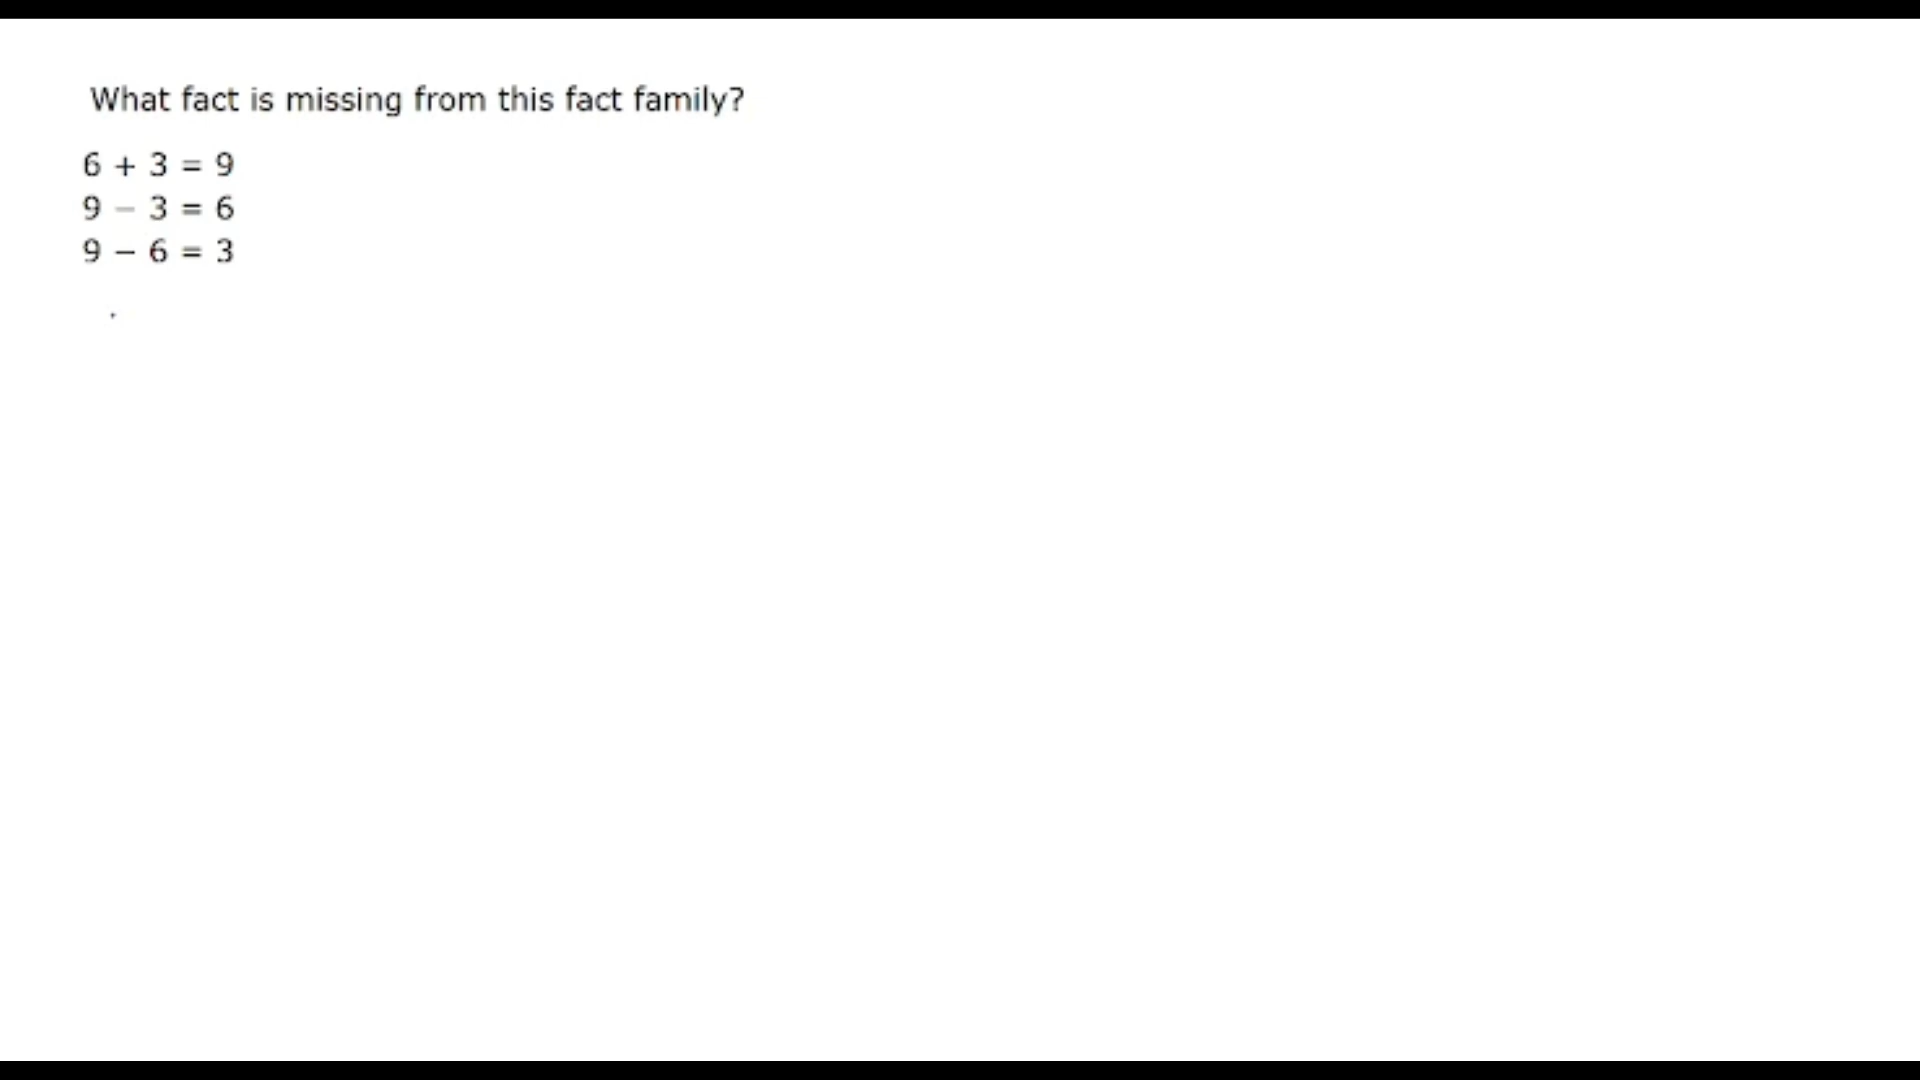 What fact is missing from this fact family?
6 + 3 = 9
9 – 3 = 6
9 – 6 = 3